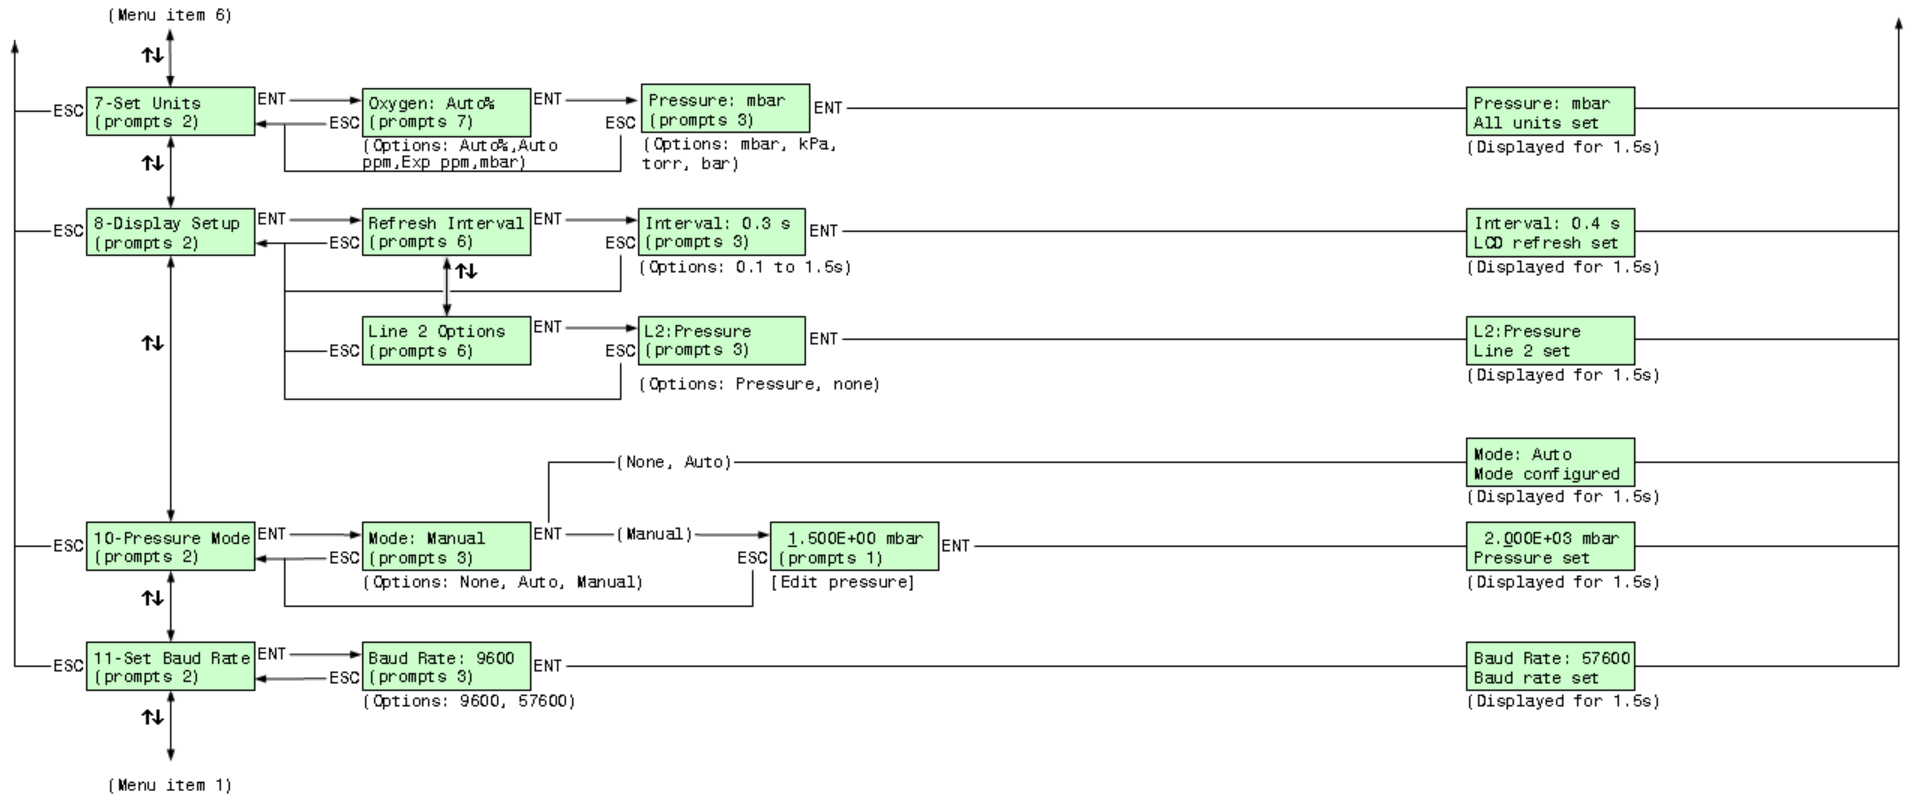 (Menu item 6)
↑↓
ESC
7-Set Units
(prompts 2)
ENT
ESC
Oxygen: Auto%
(prompts 7)
(Options: Auto%,Auto
ppm,Exp ppm,mbar)
ENT
ESC
Pressure: mbar
(prompts 3)
(Options: mbar, kPa,
torr, bar)
ENT
Pressure: mbar
All units set
(Displayed for 1.5s)
↑↓
ESC
8-Display Setup
(prompts 2)
ENT
ESC
Refresh Interval
(prompts 6)
ENT
ESC
Interval: 0.3 s
(prompts 3)
(Options: 0.1 to 1.5s)
ENT
Interval: 0.4 s
LCD refresh set
(Displayed for 1.5s)
↑↓
ESC
Line 2 Options
(prompts 6)
ENT
ESC
L2:Pressure
(prompts 3)
(Options: Pressure, none)
ENT
L2:Pressure
Line 2 set
(Displayed for 1.5s)
↑↓
(None, Auto)
Mode: Auto
Mode configured
(Displayed for 1.5s)
ESC
10-Pressure Mode
(prompts 2)
ENT
ESC
Mode: Manual
(prompts 3)
(Options: None, Auto, Manual)
ENT
(Manual)
ESC
1.500E+00 mbar
(prompts 1)
[Edit pressure]
ENT
2.000E+03 mbar
Pressure set
(Displayed for 1.5s)
↑↓
ESC
11-Set Baud Rate
(prompts 2)
ENT
ESC
Baud Rate: 9600
(prompts 3)
(Options: 9600, 57600)
ENT
Baud Rate: 57600
Baud rate set
(Displayed for 1.5s)
↑↓
(Menu item 1)